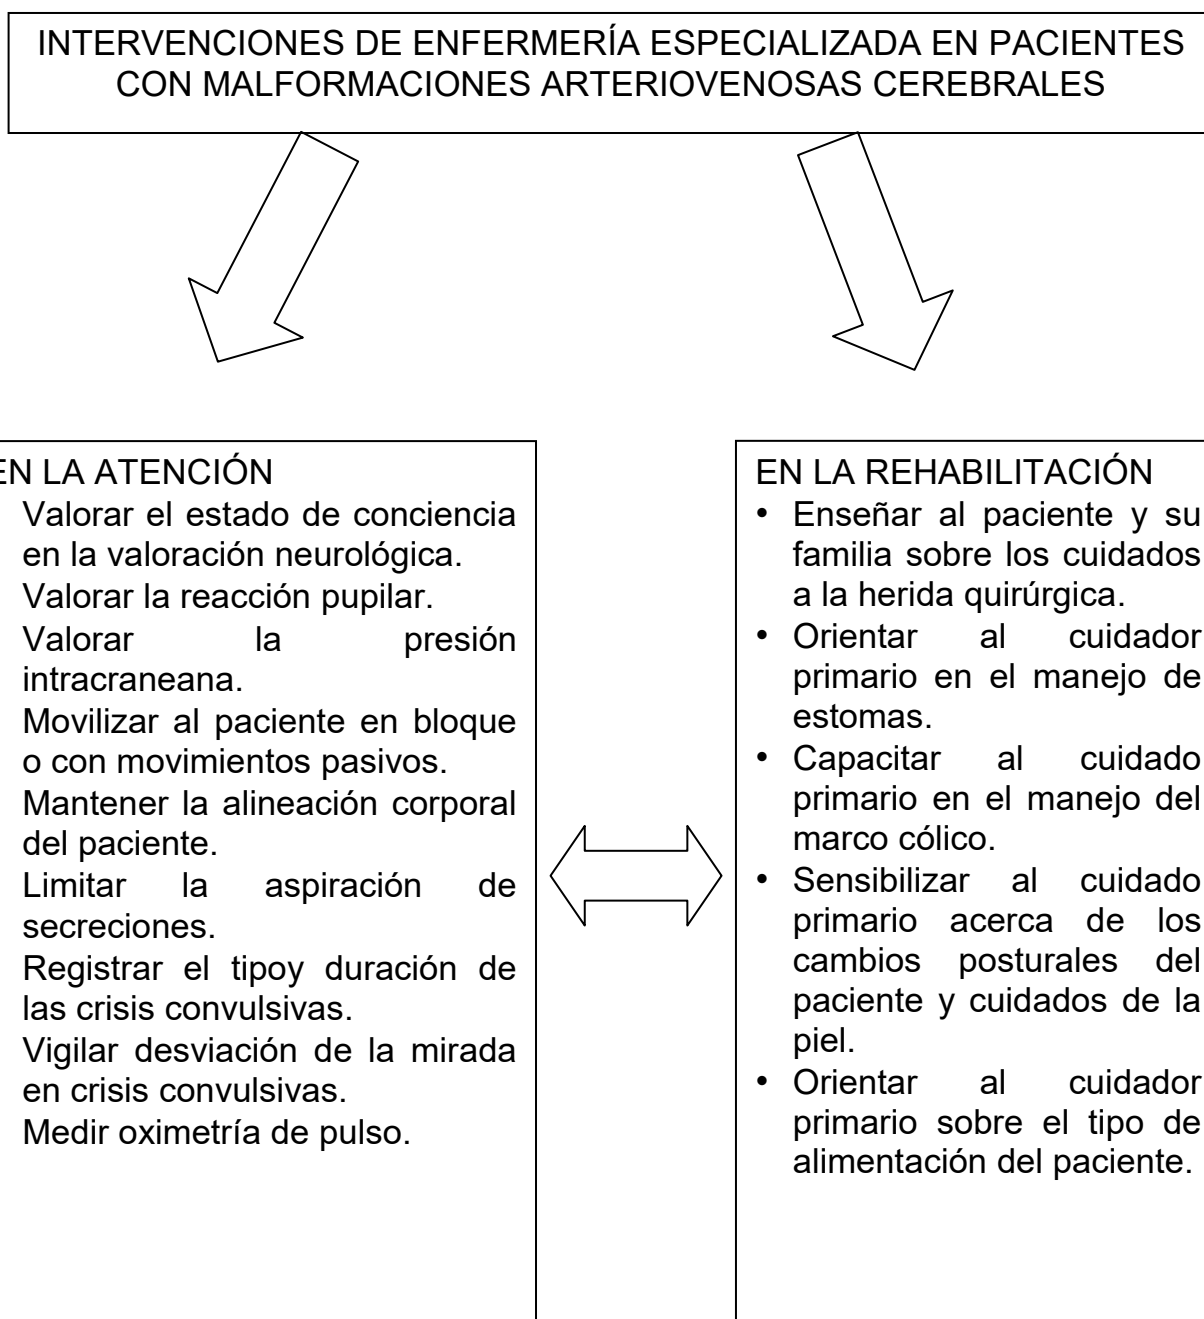 INTERVENCIONES DE ENFERMERÍA ESPECIALIZADA EN PACIENTES
CON MALFORMACIONES ARTERIOVENOSAS CEREBRALES
EN LA ATENCIÓN
Valorar el estado de conciencia
en la valoración neurológica.
Valorar la reacción pupilar.
Valorar la presión
intracraneana.
Movilizar al paciente en bloque
o con movimientos pasivos.
Mantener la alineación corporal
del paciente.
Limitar la aspiración de
secreciones.
Registrar el tipoy duración de
las crisis convulsivas.
Vigilar desviación de la mirada
en crisis convulsivas.
Medir oximetría de pulso.
EN LA REHABILITACIÓN
• Enseñar al paciente y su
familia sobre los cuidados
a la herida quirúrgica.
• Orientar al cuidador
primario en el manejo de
estomas.
• Capacitar al cuidado
primario en el manejo del
marco cólico.
• Sensibilizar al cuidado
primario acerca de los
cambios posturales del
paciente y cuidados de la
piel.
• Orientar al cuidador
primario sobre el tipo de
alimentación del paciente.